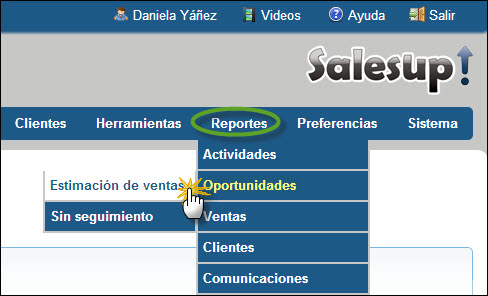 Daniela Yáñez Videos Ayuda Salir
Salesup!
Clientes Herramientas Reportes Preferencias Sistema
Actividades
Estimación de ventas Oportunidades
Sin seguimiento Ventas
Clientes
Comunicaciones